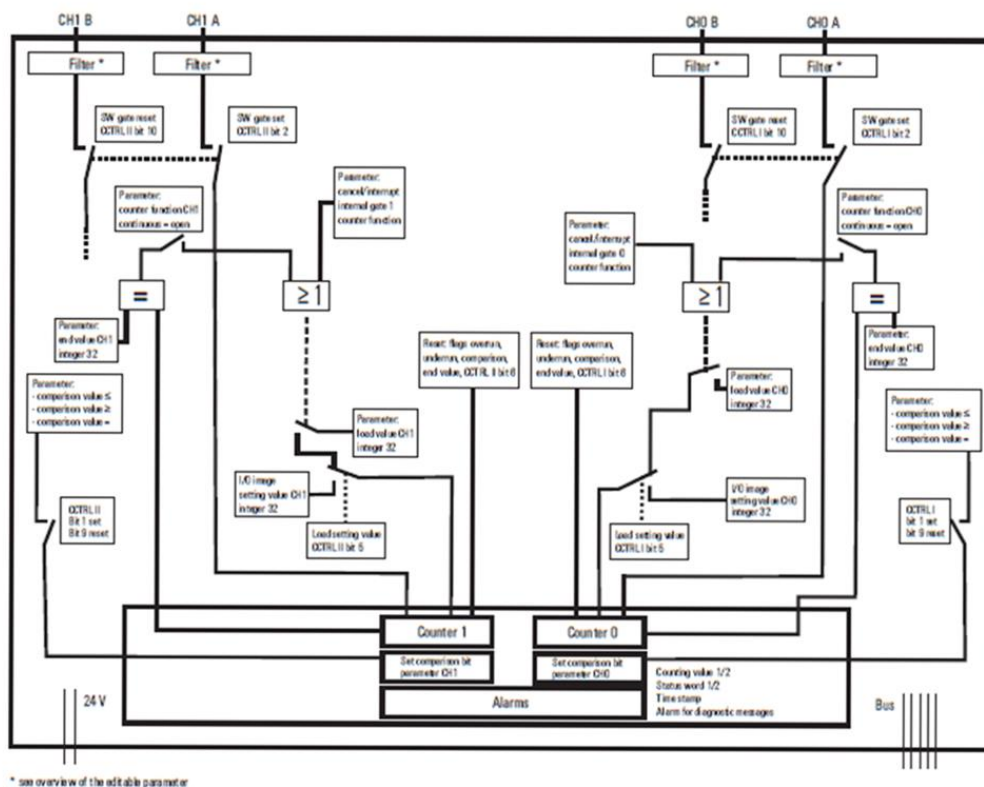 CH1 B
CH1 A
CH0 B
CH0 A
Filter *
Filter *
Filter *
Filter *
SW gate reset
CCTRL II bit 10
SW gate set
CCTRL II bit 2
SW gate reset
CCTRL I bit 10
SW gate set
CCTRL I bit 2
Parameter:
counter function CH1
continuous = open
Parameter:
cancel/interrupt
internal gate 1
counter function
Parameter:
cancel/interrupt
internal gate 0
counter function
Parameter:
counter function CH0
continuous = open
=
≥ 1
≥ 1
=
Parameter:
end value CH1
integer 32
Reset: flags overrun,
underrun, comparison,
end value, CCTRL II bit 6
Reset: flags overrun,
underrun, comparison,
end value, CCTRL I bit 6
Parameter:
end value CH0
integer 32
Parameter:
- comparison value ≤
- comparison value ≥
- comparison value =
Parameter:
load value CH1
integer 32
Parameter:
load value CH0
integer 32
Parameter:
- comparison value ≤
- comparison value ≥
- comparison value =
I/O image
setting value CH1
integer 32
I/O image
setting value CH0
integer 32
CCTRL II
Bit 1 set
Bit 9 reset
Load setting value
CCTRL II bit 5
Load setting value
CCTRL I bit 5
CCTRL I
bit 1 set
bit 9 reset
Counter 1
Counter 0
Set comparison bit
parameter CH1
Set comparison bit
parameter CH0
Alarms
Counting value 1/2
Status word 1/2
Time stamp
Alarm for diagnostic messages
24 V
Bus
* see overview of the editable parameter